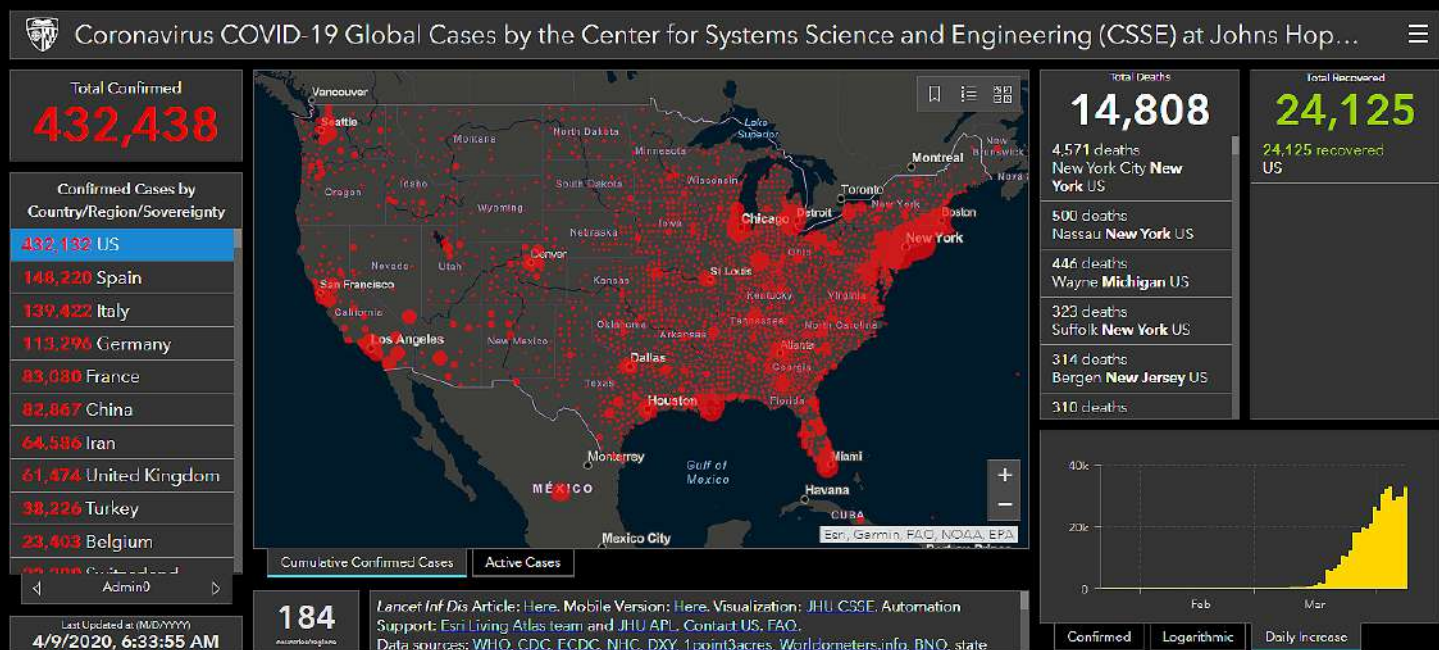 Coronavirus COVID-19 Global Cases by the Center for Systems Science and Engineering (CSSE) at Johns Hop...
Total Confirmed
432,438
Confirmed Cases by
Country/Region/Sovereignty
432,132 US
148,220 Spain
139,422 Italy
113,296 Germany
83,080 France
82,867 China
64,586 Iran
61,474 United Kingdom
38,226 Turkey
23,403 Belgium
Admin0
Last Updated at (M/D/YYYY)
4/9/2020, 6:33:55 AM
Vancouver
Seattle
Montana
North Dakota
Lake
Superior
Minnesota
Montreal
New
Brunswick
Oregon
Idaho
South Dakota
Wisconsin
Toronto
Wyoming
Chicago
Detroit
New York
Boston
Iowa
Nebraska
New York
Nevada
Utah
Denver
Ohio
San Francisco
Kansas
St Louis
Kentucky
Virginia
California
Oklahoma
Tennessee
North Carolina
Arkansas
Los Angeles
New Mexico
Atlanta
Dallas
Georgia
Texas
Houston
Florida
Monterrey
Gulf of
Mexico
Miami
MÉXICO
Havana
CUBA
Mexico City
Esri, Garmin, FAO, NOAA, EPA
Cumulative Confirmed Cases
Active Cases
184
Lancet Inf Dis Article: Here. Mobile Version: Here. Visualization: JHU CSSE. Automation
Support: Esri Living Atlas team and JHU APL. Contact US. FAQ.
Data sources: WHO, CDC, ECDC, NHC, DXY, 1point3acres, Worldometers.info, BNO, state
Total Deaths
14,808
4,571 deaths
New York City New
York US
500 deaths
Nassau New York US
446 deaths
Wayne Michigan US
323 deaths
Suffolk New York US
314 deaths
Bergen New Jersey US
310 deaths
Total Recovered
24,125
24,125 recovered
US
40k
20k
0
Feb
Mar
Confirmed
Logarithmic
Daily Increase